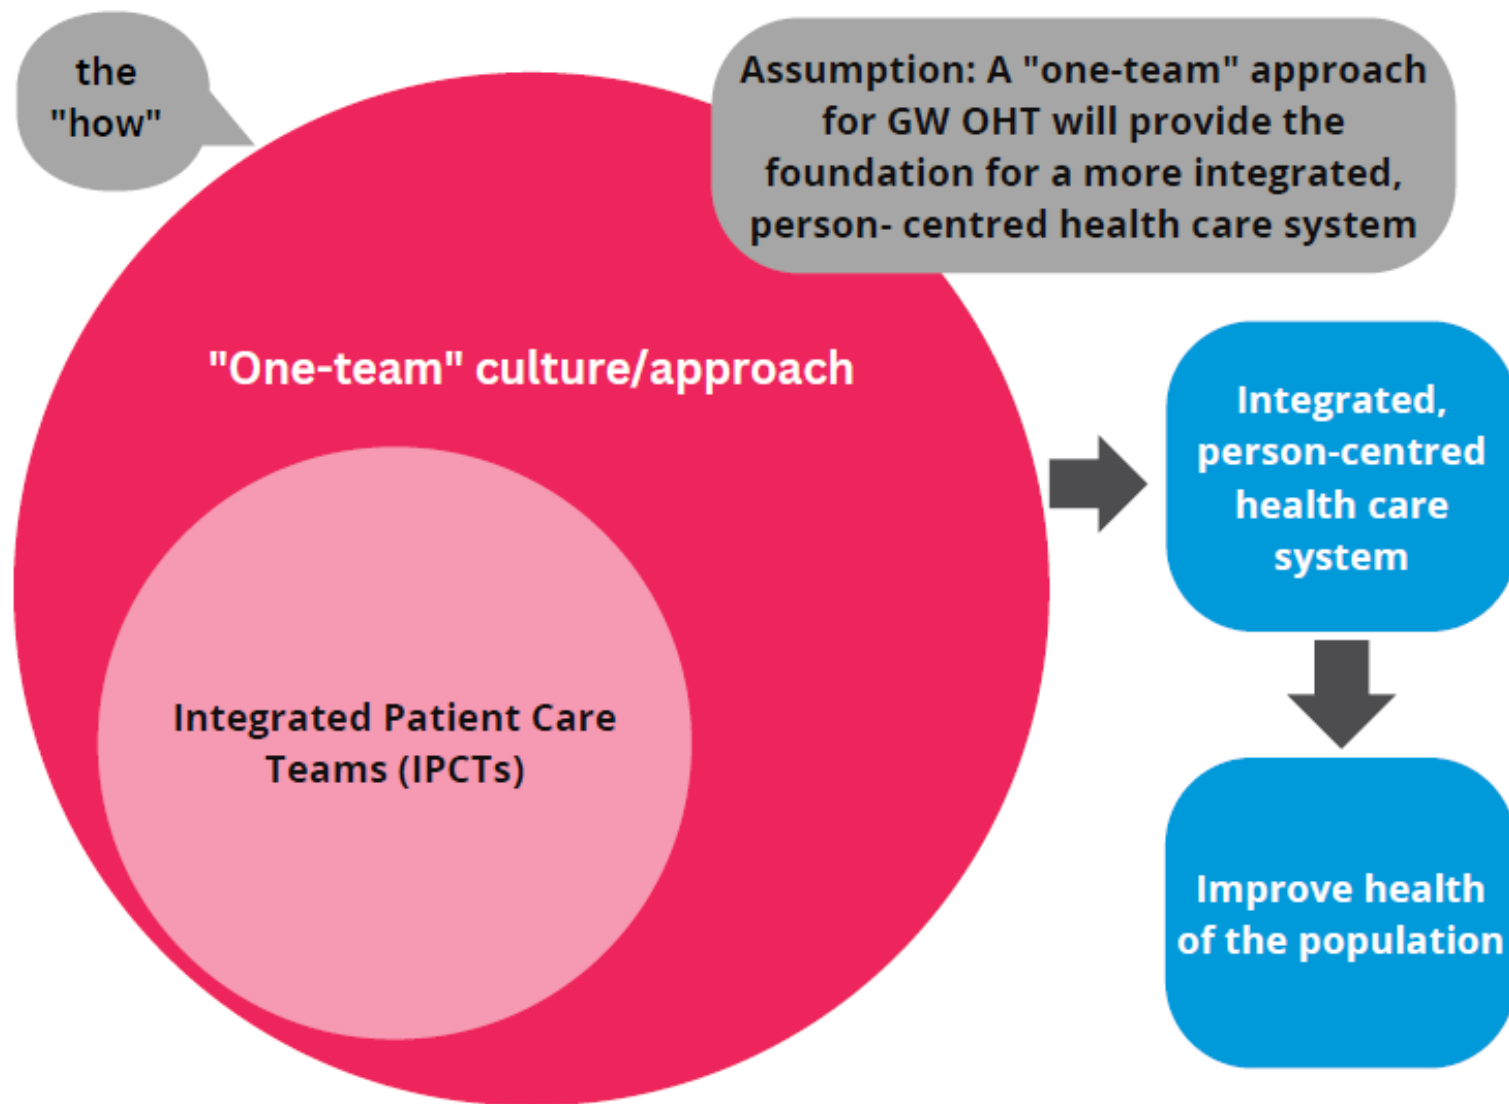 the
"how"
Assumption: A "one-team" approach
for GW OHT will provide the
foundation for a more integrated,
person- centred health care system
"One-team" culture/approach
Integrated,
person-centred
health care
system
Integrated Patient Care
Teams (IPCTs)
Improve health
of the population